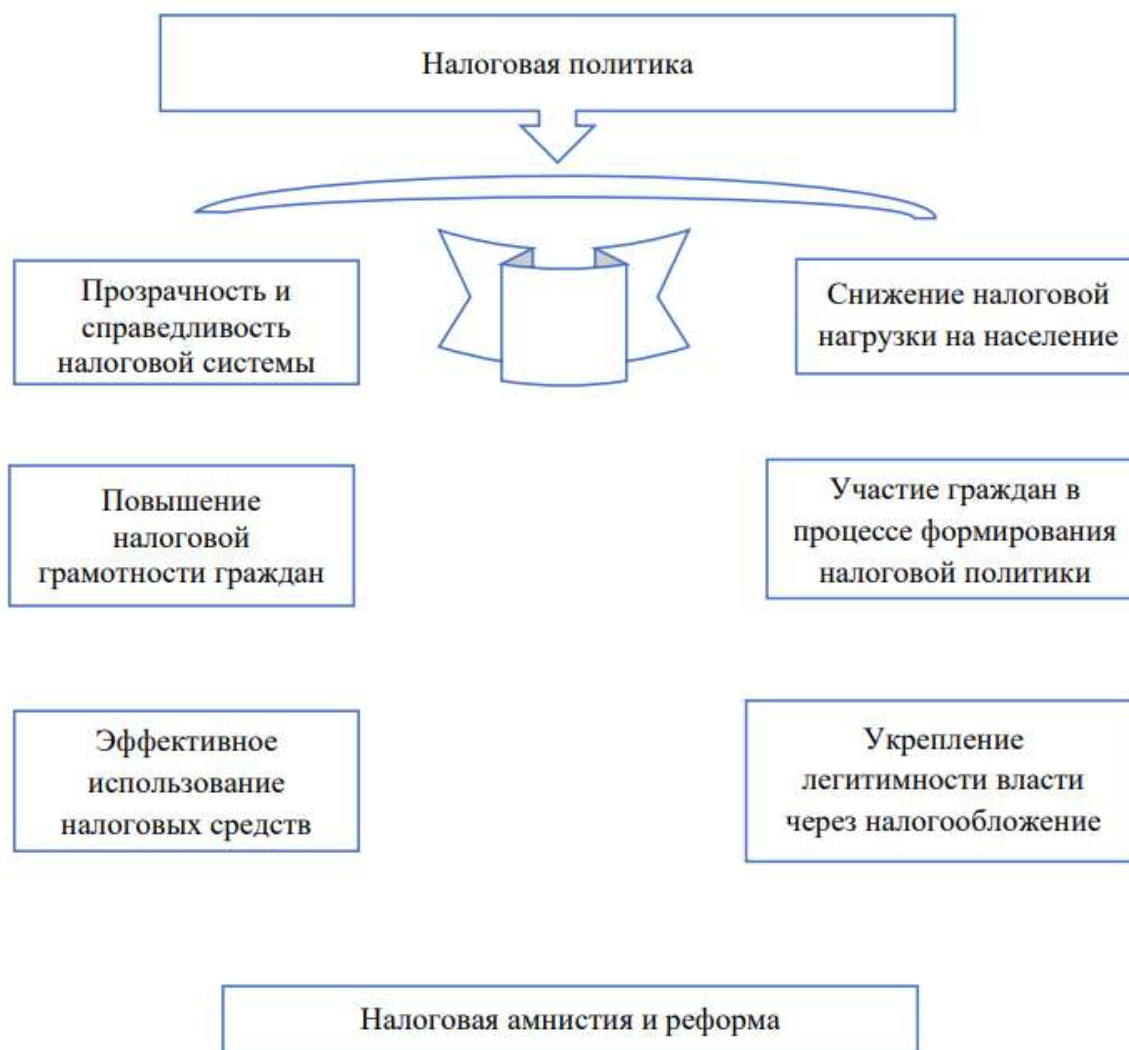 Налоговая политика
Прозрачность и
справедливость
налоговой системы
Снижение налоговой
нагрузки на население
Повышение
налоговой
грамотности граждан
Участие граждан в
процессе формирования
налоговой политики
Эффективное
использование
налоговых средств
Укрепление
легитимности власти
через налогообложение
Налоговая амнистия и реформа